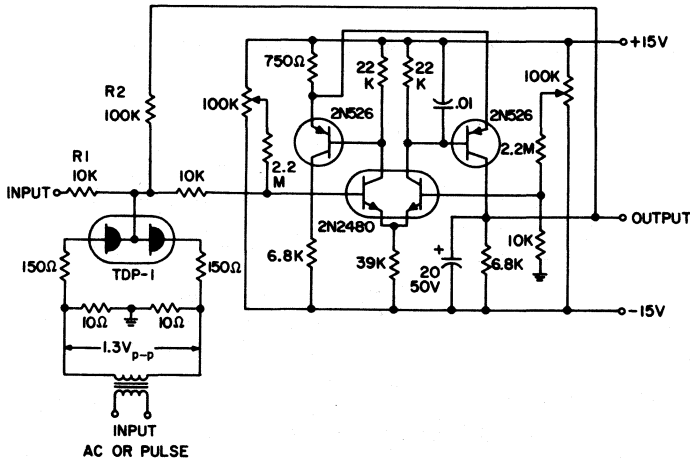 +15V
750Ω
22
K
22
K
100K
R2
100K
100K
.01
2N526
2N526
2.2M
R1
10K
10K
2.2
M
INPUT
2N2480
OUTPUT
+
TDP-1
150Ω
150Ω
6.8K
39K
20
50V
6.8K
10K
10Ω
10Ω
-15V
1.3Vp-p
INPUT
AC OR PULSE